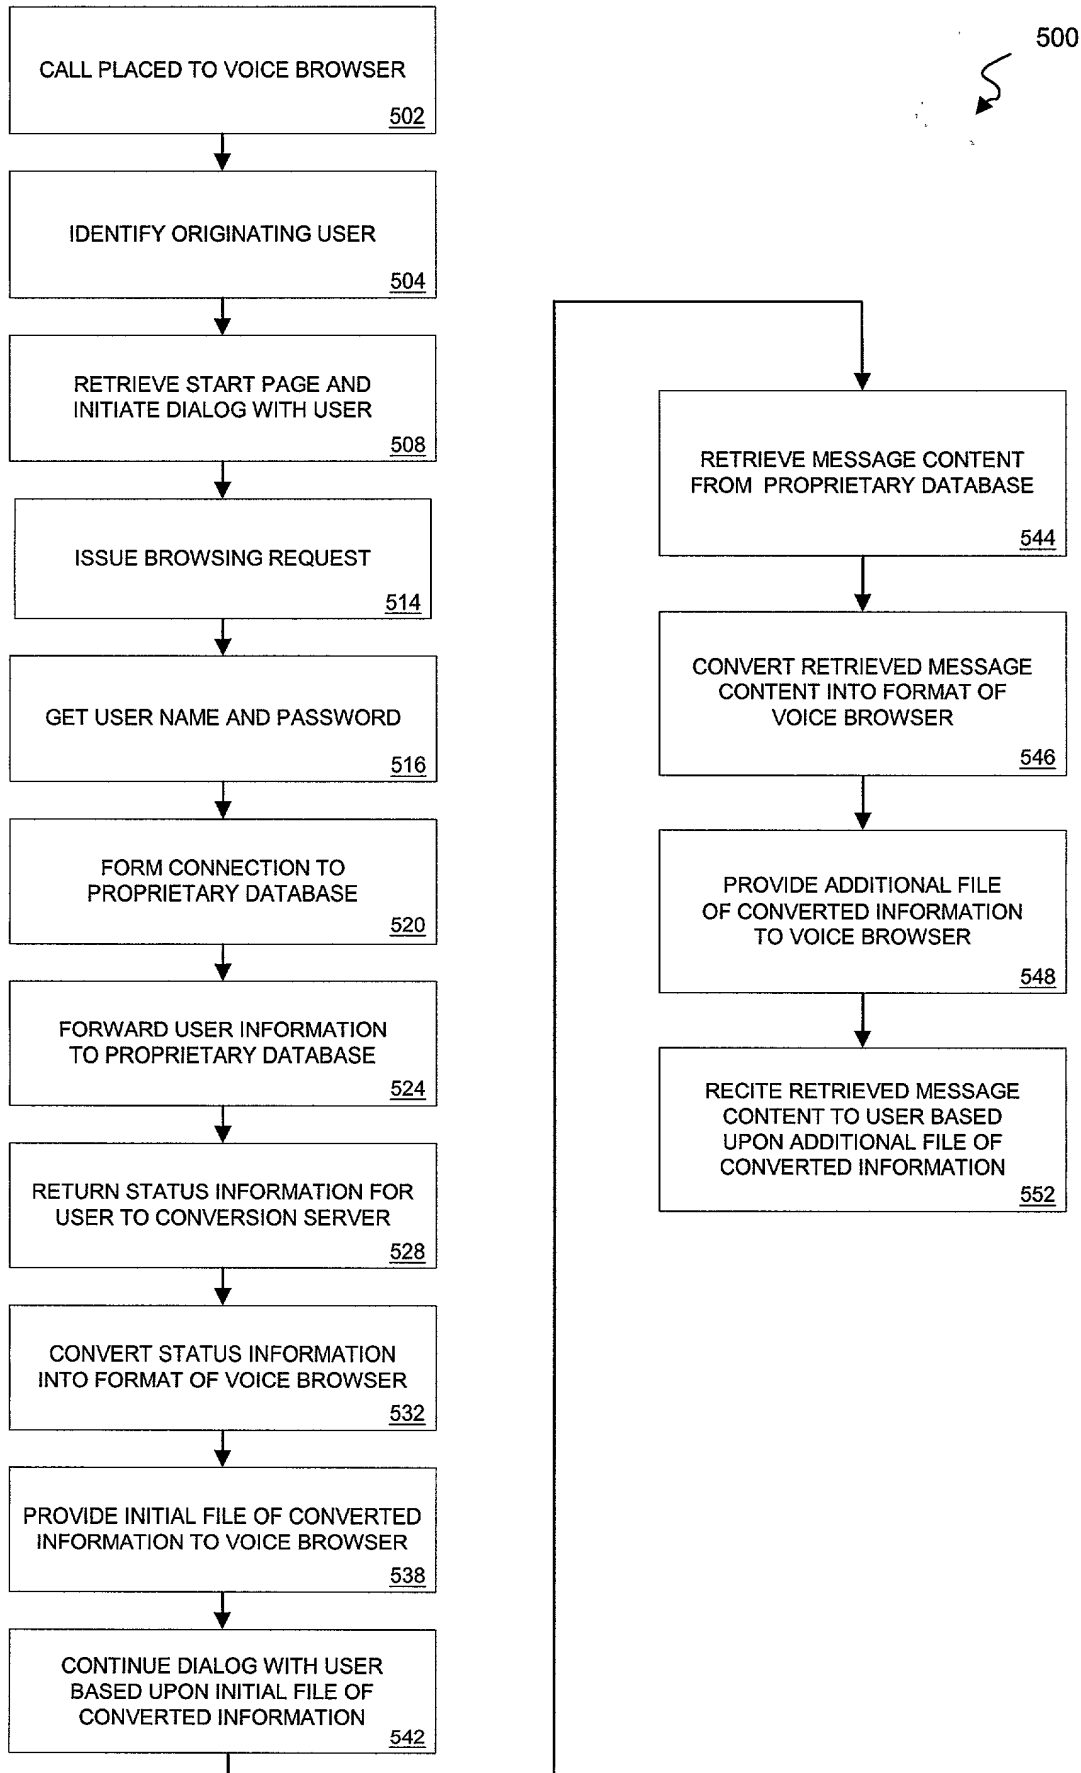 500
CALL PLACED TO VOICE BROWSER
502
IDENTIFY ORIGINATING USER
504
RETRIEVE START PAGE AND
INITIATE DIALOG WITH USER
508
ISSUE BROWSING REQUEST
514
GET USER NAME AND PASSWORD
516
FORM CONNECTION TO
PROPRIETARY DATABASE
520
FORWARD USER INFORMATION
TO PROPRIETARY DATABASE
524
RETURN STATUS INFORMATION FOR
USER TO CONVERSION SERVER
528
CONVERT STATUS INFORMATION
INTO FORMAT OF VOICE BROWSER
532
PROVIDE INITIAL FILE OF CONVERTED
INFORMATION TO VOICE BROWSER
538
CONTINUE DIALOG WITH USER
BASED UPON INITIAL FILE OF
CONVERTED INFORMATION
542
RETRIEVE MESSAGE CONTENT
FROM PROPRIETARY DATABASE
544
CONVERT RETRIEVED MESSAGE
CONTENT INTO FORMAT OF
VOICE BROWSER
546
PROVIDE ADDITIONAL FILE
OF CONVERTED INFORMATION
TO VOICE BROWSER
548
RECITE RETRIEVED MESSAGE
CONTENT TO USER BASED
UPON ADDITIONAL FILE OF
CONVERTED INFORMATION
552